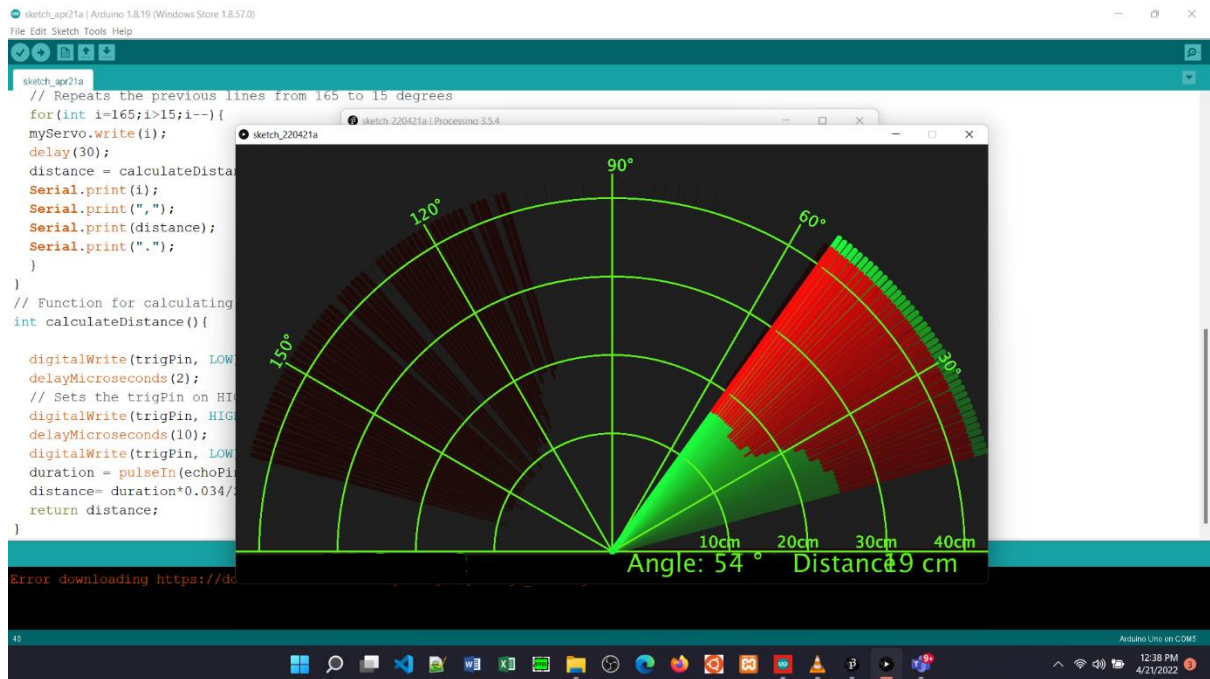 sketch_apr21a | Arduino 1.8.19 (Windows Store 1.8.57.0)
File Edit Sketch Tools Help
sketch_apr21a
// Repeats the previous lines from 165 to 15 degrees
for(int i=165;i>15;i--){
myServo.write(i);
delay(30);
distance = calculateDista
Serial.print(i);
Serial.print(",");
Serial.print(distance);
Serial.print(".");
}
}
// Function for calculating
int calculateDistance(){
digitalWrite(trigPin, LOW
delayMicroseconds(2);
// Sets the trigPin on HI
digitalWrite(trigPin, HIG
delayMicroseconds(10);
digitalWrite(trigPin, LOW
duration = pulseIn(echoPi
distance= duration*0.034/
return distance;
}
sketch_220421a | Processing 3.5.4
sketch_220421a
90°
120°
60°
150°
30°
10cm 20cm 30cm 40cm
Angle: 54 ° Distance19 cm
Error downloading https://do
40
Arduino Uno on COM5
12:38 PM
4/21/2022